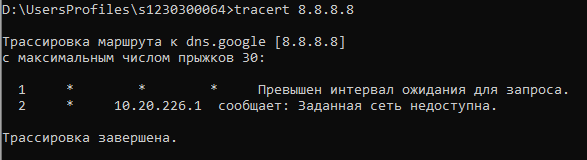 D:\UsersProfiles\s1230300064>tracert 8.8.8.8
Трассировка маршрута к dns.google [8.8.8.8]
с максимальным числом прыжков 30:
1 * * * Превышен интервал ожидания для запроса.
2 * 10.20.226.1 сообщает: Заданная сеть недоступна.
Трассировка завершена.